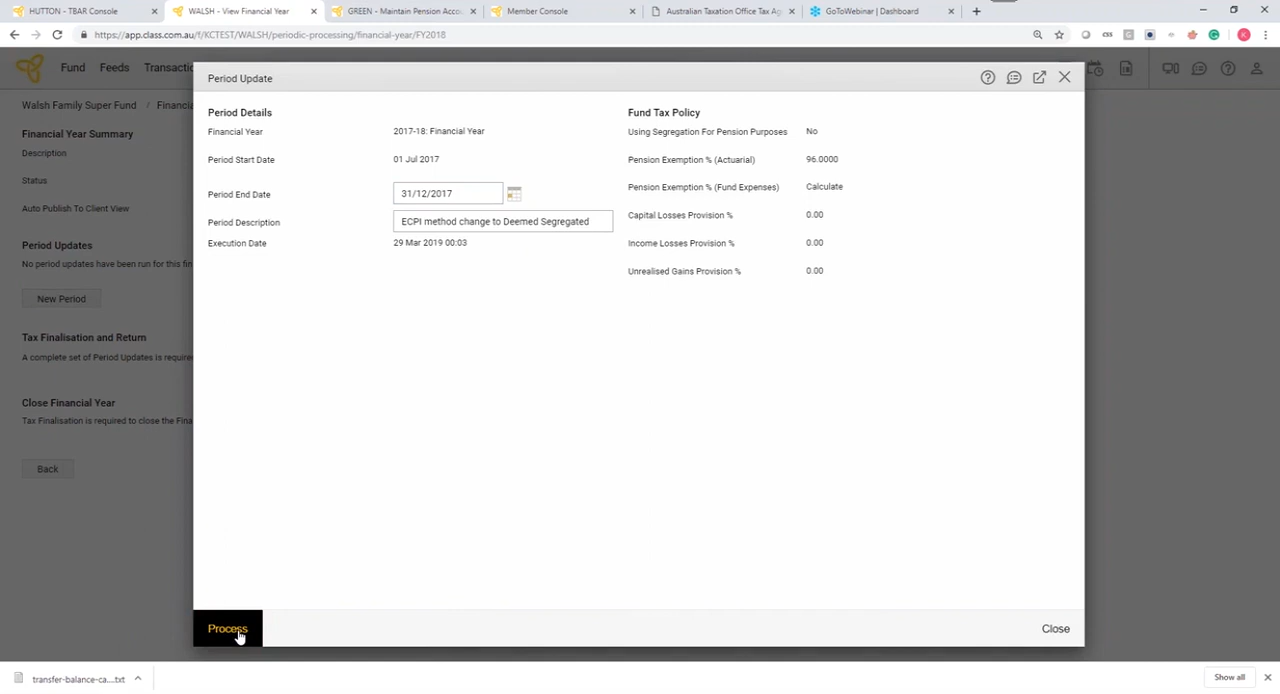 HUTTON - TBAR Console
WALSH - View Financial Year
GREEN - Maintain Pension Acco
Member Console
Australian Taxation Office Tax Ag
GoToWebinar | Dashboard
https://app.class.com.au/f/KCTEST/WALSH/periodic-processing/financial-year/FY2018
css
K
Fund Feeds Transactio
Period Update
Walsh Family Super Fund / Financia
Financial Year Summary
Description
Status
Auto Publish To Client View
Period Updates
No period updates have been run for this fin
New Period
Tax Finalisation and Return
A complete set of Period Updates is require
Close Financial Year
Tax Finalisation is required to close the Fina
Back
Period Details
Financial Year 2017-18: Financial Year
Period Start Date 01 Jul 2017
Period End Date 31/12/2017
Period Description ECPI method change to Deemed Segregated
Execution Date 29 Mar 2019 00:03
Fund Tax Policy
Using Segregation For Pension Purposes No
Pension Exemption % (Actuarial) 96.0000
Pension Exemption % (Fund Expenses) Calculate
Capital Losses Provision % 0.00
Income Losses Provision % 0.00
Unrealised Gains Provision % 0.00
Process
Close
transfer-balance-ca....txt
Show all